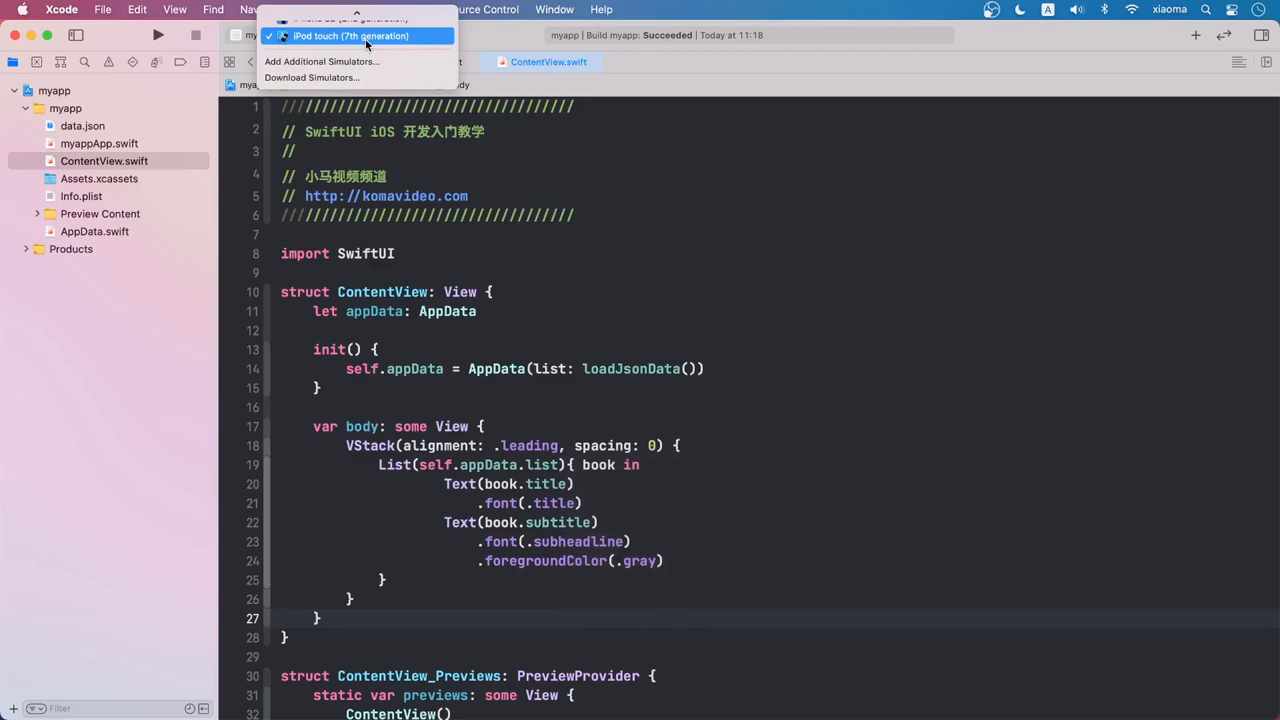 Xcode File Edit View Find Source Control Window Help A xiaoma
iPod touch (7th generation)
Add Additional Simulators...
Download Simulators...
myapp | Build myapp: Succeeded | Today at 11:18
ContentView.swift
myapp
myapp
data.json
myappApp.swift
ContentView.swift
Assets.xcassets
Info.plist
Preview Content
AppData.swift
Products
Filter
1 ////////////////////////////////////
2 // SwiftUI iOS 开发入门教学
3 //
4 // 小马视频频道
5 // http://komavideo.com
6 ////////////////////////////////////
7
8 import SwiftUI
9
10 struct ContentView: View {
11 let appData: AppData
12
13 init() {
14 self.appData = AppData(list: loadJsonData())
15 }
16
17 var body: some View {
18 VStack(alignment: .leading, spacing: 0) {
19 List(self.appData.list){ book in
20 Text(book.title)
21 .font(.title)
22 Text(book.subtitle)
23 .font(.subheadline)
24 .foregroundColor(.gray)
25 }
26 }
27 }
28 }
29
30 struct ContentView_Previews: PreviewProvider {
31 static var previews: some View {
32 ContentView()